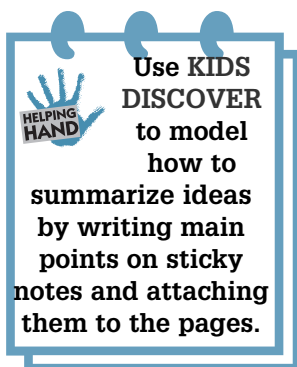 HELPING
HAND
Use KIDS
DISCOVER
to model
how to
summarize ideas
by writing main
points on sticky
notes and attaching
them to the pages.